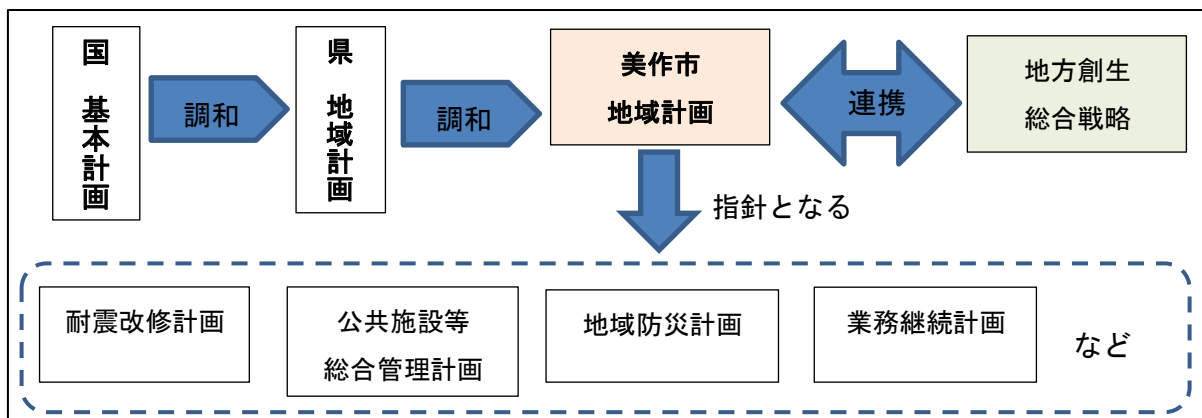 国 基本計画
調和
県 地域計画
調和
美作市
地域計画
連携
地方創生
総合戦略
指針となる
耐震改修計画
公共施設等
総合管理計画
地域防災計画
業務継続計画
など